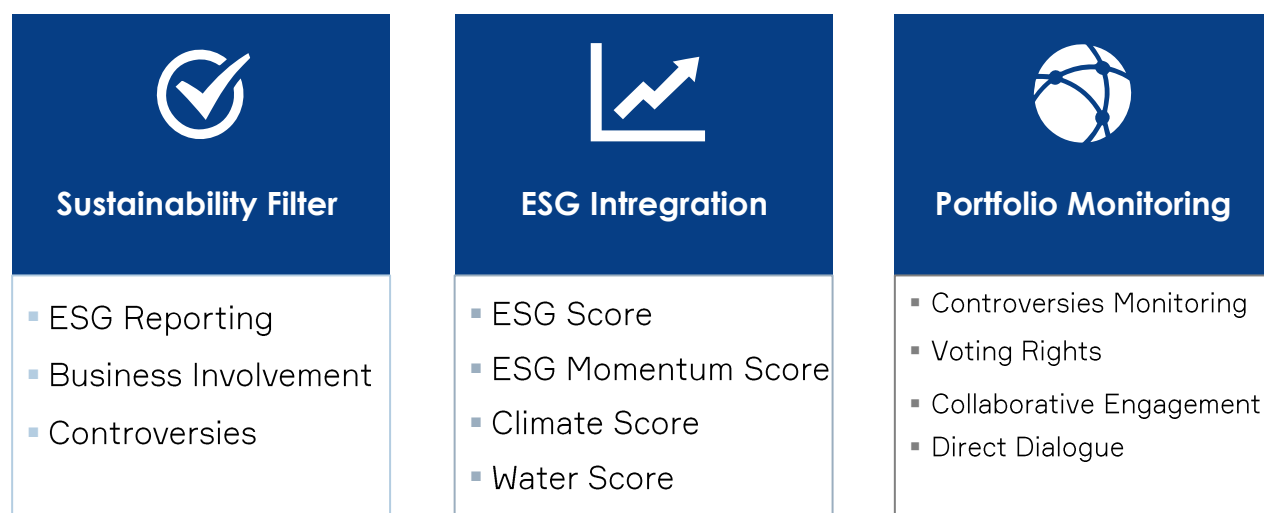 Sustainability Filter
ESG Reporting
Business Involvement
Controversies
ESG Intregration
ESG Score
ESG Momentum Score
Climate Score
Water Score
Portfolio Monitoring
Controversies Monitoring
Voting Rights
Collaborative Engagement
Direct Dialogue